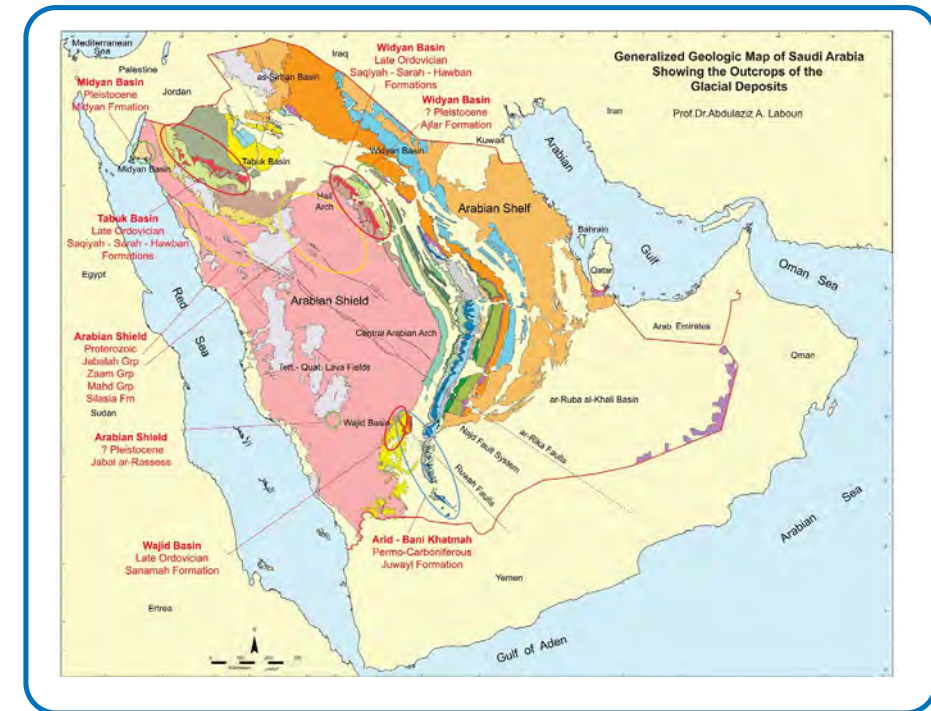 Generalized Geologic Map of Saudi Arabia
Showing the Outcrops of the
Glacial Deposits
Prof.Dr.Abdulaziz A. Laboun
Mediterranean
Sea
Palestine
Jordan
Iraq
Iran
Kuwait
as-Sirhan Basin
Widyan Basin
Late Ordovician
Saqiyah - Sarah - Hawban
Formations
Widyan Basin
? Pleistocene
Ajfar Formation
Midyan Basin
Pleistocene
Midyan Frmation
Tabuk Basin
Widyan Basin
Midyan Basin
Hail
Arch
Arabian Shelf
Arabian
Gulf
Bahrain
Qatar
Oman Sea
Tabuk Basin
Late Ordovician
Saqiyah - Sarah - Hawban
Formations
Egypt
Red
Sea
Arabian Shield
Central Arabian Arch
Arab Emirates
Oman
Arabian Shield
Proterozoic
Jabalah Grp
Zaam Grp
Mahd Grp
Silasia Fm
Tert.- Quat. Lava Fields
ar-Ruba al-Khali Basin
Sudan
Wajid Basin
Arabian Shield
? Pleistocene
Jabal ar-Rassess
Najd Fault System
ar-Rika Faults
Ruwah Faults
Wajid Basin
Late Ordovician
Sanamah Formation
Arid - Bani Khatmah
Permo-Carboniferous
Juwayl Formation
Arabian Sea
Yemen
Ertrea
Gulf of Aden
N